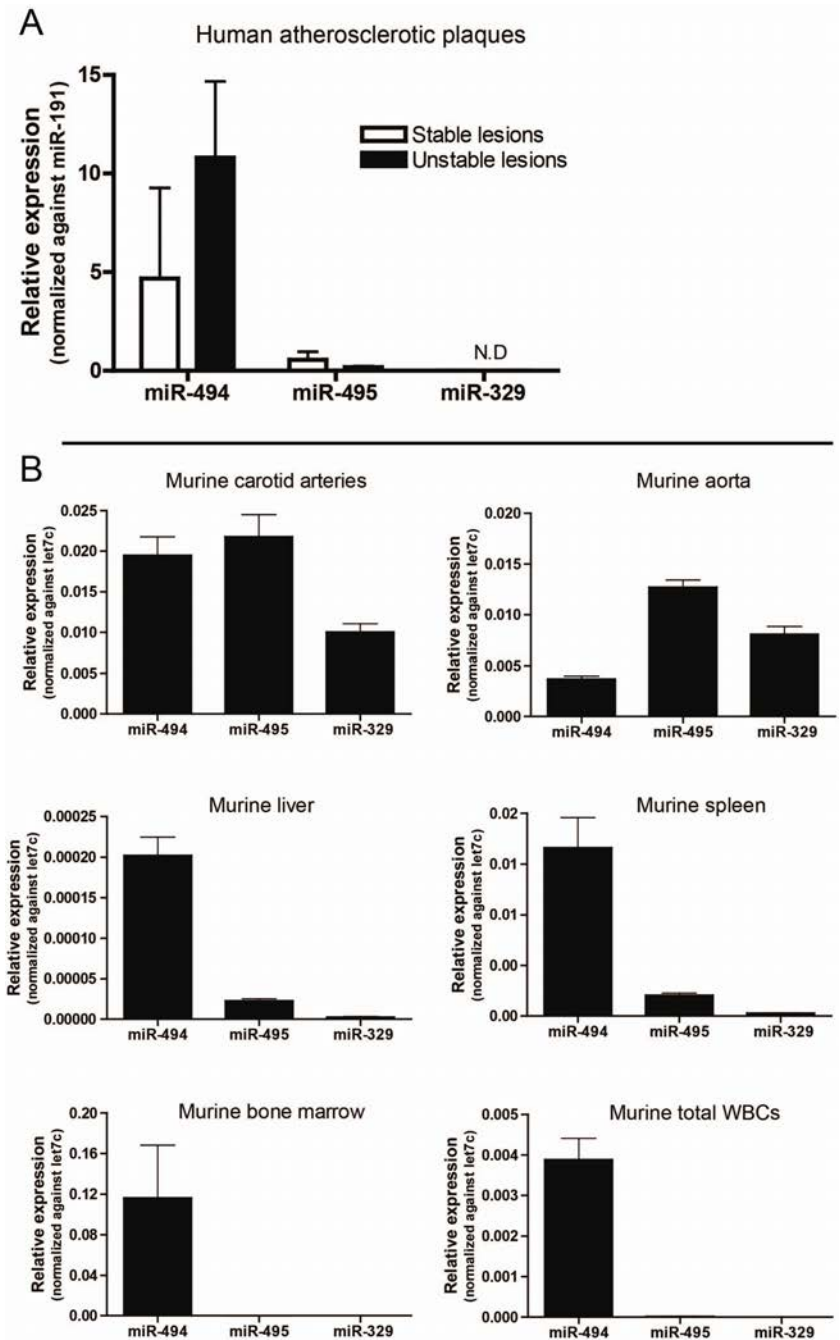 A
Human atherosclerotic plaques
Relative expression
(normalized against miR-191)
15
10
5
0
Stable lesions
Unstable lesions
N.D
miR-494 miR-495 miR-329
B
Murine carotid arteries
Relative expression
(normalized against let7c)
0.025
0.020
0.015
0.010
0.005
0.000
miR-494 miR-495 miR-329
Murine aorta
Relative expression
(normalized against let7c)
0.020
0.015
0.010
0.005
0.000
miR-494 miR-495 miR-329
Murine liver
Relative expression
(normalized against let7c)
0.00025
0.00020
0.00015
0.00010
0.00005
0.00000
miR-494 miR-495 miR-329
Murine spleen
Relative expression
(normalized against let7c)
0.02
0.01
0.01
0.00
0.00
miR-494 miR-495 miR-329
Murine bone marrow
Relative expression
(normalized against let7c)
0.20
0.16
0.12
0.08
0.04
0.00
miR-494 miR-495 miR-329
Murine total WBCs
Relative expression
(normalized against let7c)
0.005
0.004
0.003
0.002
0.001
0.000
miR-494 miR-495 miR-329